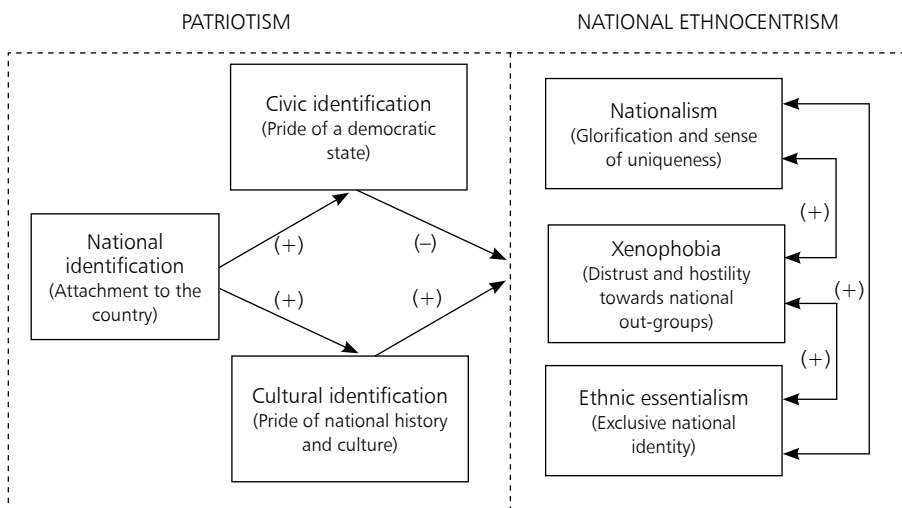 PATRIOTISM
NATIONAL ETHNOCENTRISM
Civic identification
(Pride of a democratic
state)
National
identification
(Attachment to the
country)
(+)
(+)
(–)
(+)
Cultural identification
(Pride of national history
and culture)
Nationalism
(Glorification and sense
of uniqueness)
(+)
Xenophobia
(Distrust and hostility
towards national
out-groups)
(+)
(+)
Ethnic essentialism
(Exclusive national
identity)